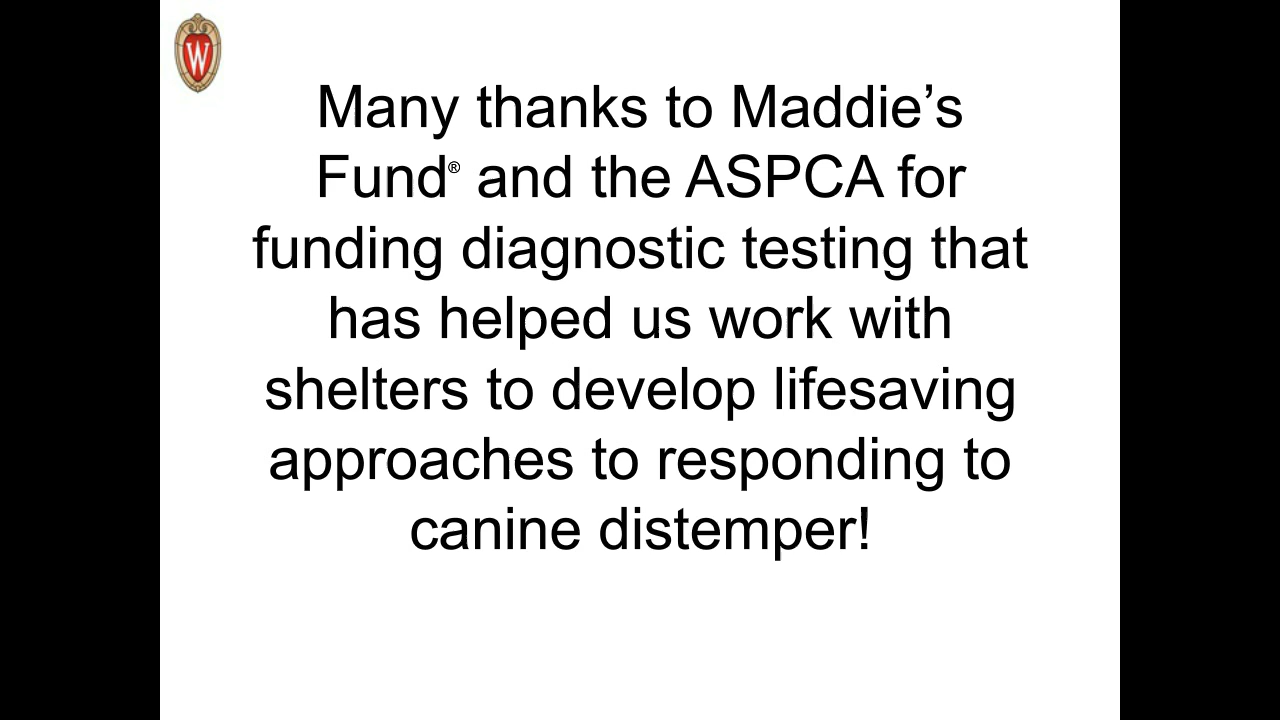 W
Many thanks to Maddie’s
Fund® and the ASPCA for
funding diagnostic testing that
has helped us work with
shelters to develop lifesaving
approaches to responding to
canine distemper!